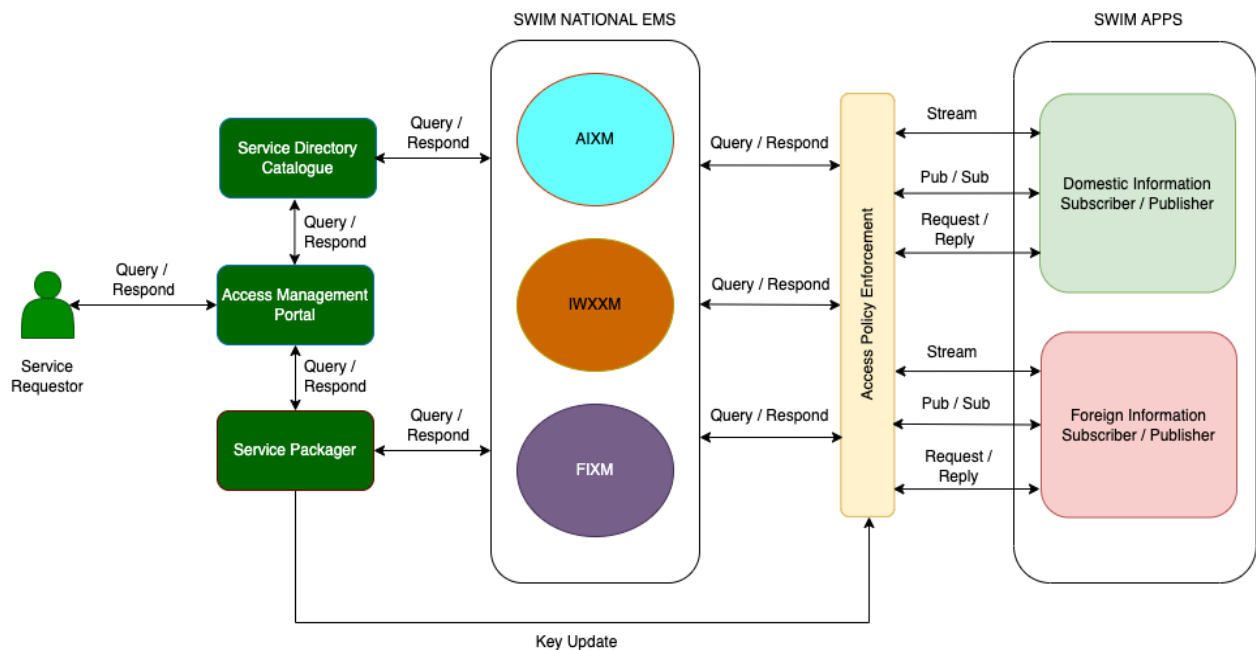 SWIM NATIONAL EMS
SWIM APPS
Service Directory
Catalogue
Query /
Respond
Query /
Respond
Query /
Respond
Access Management
Portal
Service
Requestor
Query /
Respond
Service Packager
Query /
Respond
AIXM
IWXXM
FIXM
Query / Respond
Query / Respond
Query / Respond
Access Policy Enforcement
Stream
Pub / Sub
Request /
Reply
Domestic Information
Subscriber / Publisher
Stream
Pub / Sub
Request /
Reply
Foreign Information
Subscriber / Publisher
Key Update